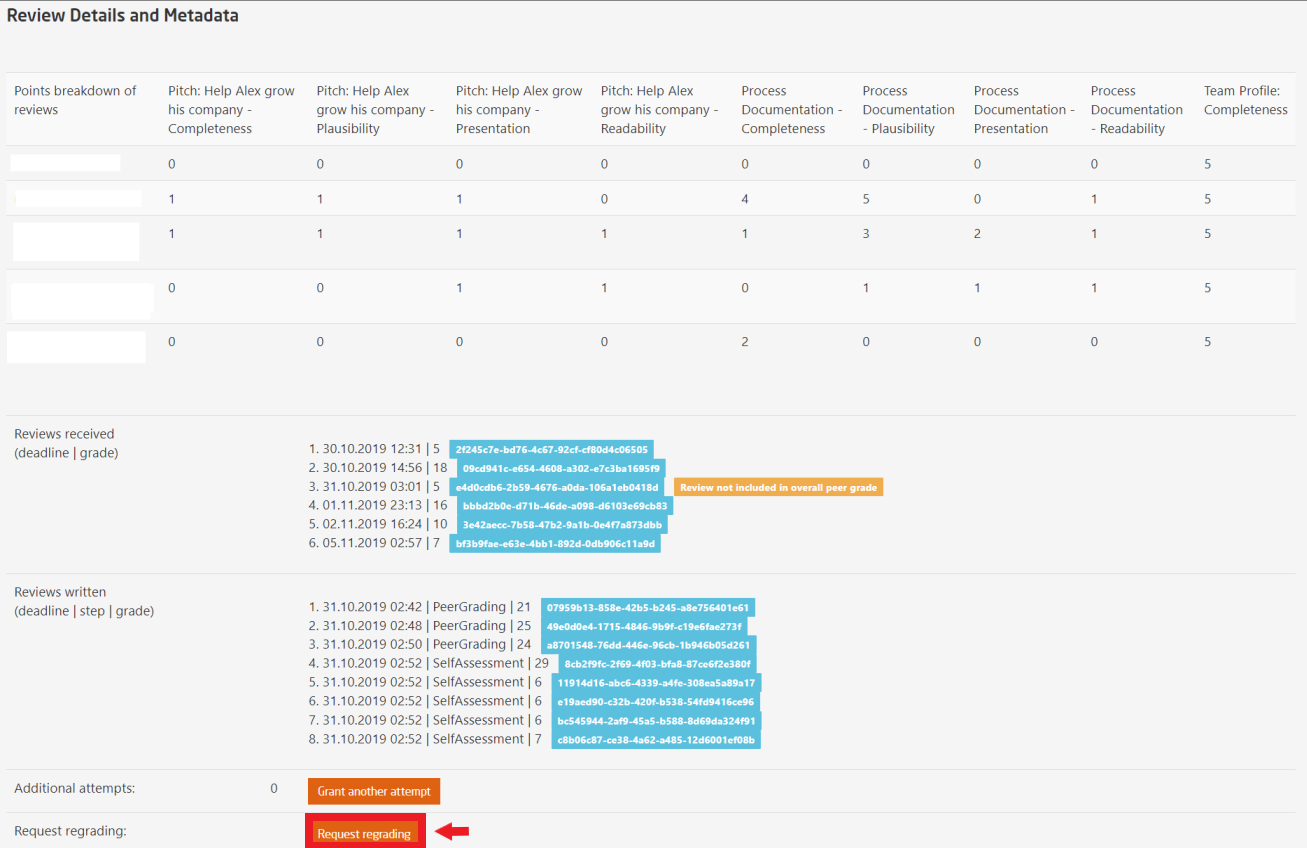 Review Details and Metadata
Points breakdown of reviews
Pitch: Help Alex grow his company - Completeness
Pitch: Help Alex grow his company - Plausibility
Pitch: Help Alex grow his company - Presentation
Pitch: Help Alex grow his company - Readability
Process Documentation - Completeness
Process Documentation - Plausibility
Process Documentation - Presentation
Process Documentation - Readability
Team Profile: Completeness
0 0 0 0 0 0 0 0 5
1 1 1 0 4 5 0 1 5
1 1 1 1 1 3 2 1 5
0 0 1 1 0 1 1 1 5
0 0 0 0 2 0 0 0 5
Reviews received
(deadline | grade)
1. 30.10.2019 12:31 | 5 2f245c7e-bd76-4c67-92cf-cf80d4c06505
2. 30.10.2019 14:56 | 18 09cd941c-e654-4608-a302-e7c3ba1695f9
3. 31.10.2019 03:01 | 5 e4d0cdb6-2b59-4676-a0da-106a1eb0418d Review not included in overall peer grade
4. 01.11.2019 23:13 | 16 bbbd2b0e-d71b-46de-a098-d6103e69cb83
5. 02.11.2019 16:24 | 10 3e42aecc-7b58-47b2-9a1b-0e4f7a873dbb
6. 05.11.2019 02:57 | 7 bf3b9fae-e63e-4bb1-892d-0db906c11a9d
Reviews written
(deadline | step | grade)
1. 31.10.2019 02:42 | PeerGrading | 21 07959b13-858e-42b5-b245-a8e756401e61
2. 31.10.2019 02:48 | PeerGrading | 25 49e0d0e4-1715-4846-9b9f-c19e6fae273f
3. 31.10.2019 02:50 | PeerGrading | 24 a8701548-76dd-446e-96cb-1b946b05d261
4. 31.10.2019 02:52 | SelfAssessment | 29 8cb2f9fc-2f69-4f03-bfa8-87ce6f2e380f
5. 31.10.2019 02:52 | SelfAssessment | 6 11914d16-abc6-4339-a4fe-308ea5a89a17
6. 31.10.2019 02:52 | SelfAssessment | 6 e19aed90-c32b-420f-b538-54fd9416ce96
7. 31.10.2019 02:52 | SelfAssessment | 6 bc545944-2af9-45a5-b588-8d69da324f91
8. 31.10.2019 02:52 | SelfAssessment | 7 c8b06c87-ce38-4a62-a485-12d6001ef08b
Additional attempts: 0 Grant another attempt
Request regrading: Request regrading